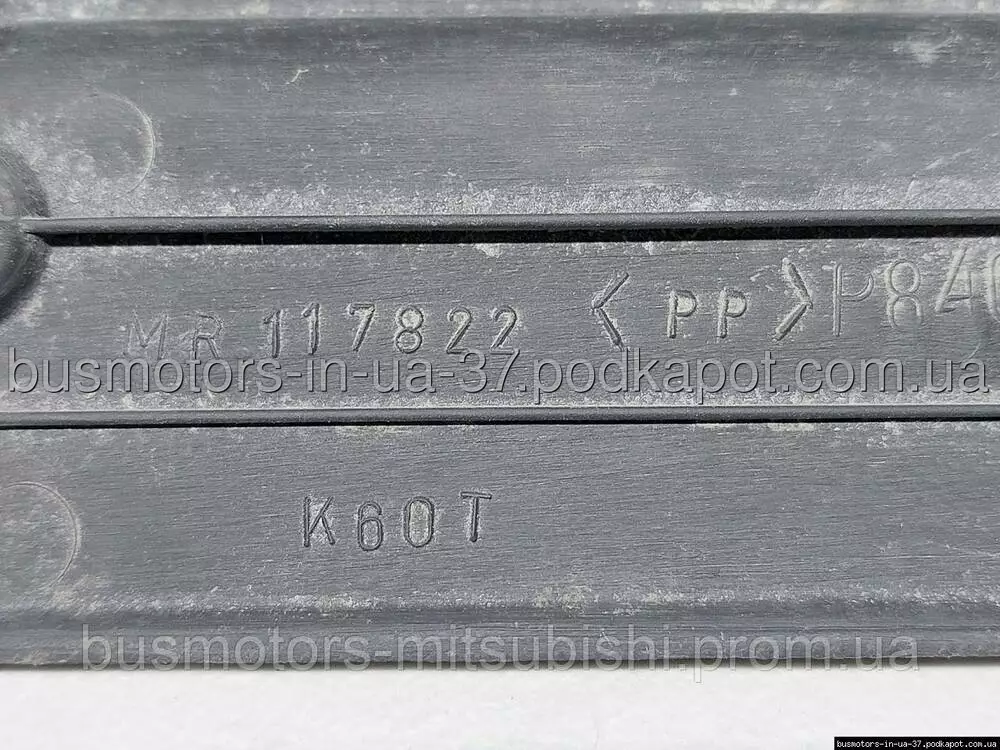 MR 117822 <PP>P840
busmotors-in-ua-37.podkapot.com.ua
K60T
busmotors-mitsubishi.prom.ua
busmotors-in-ua-37.podkapot.com.ua